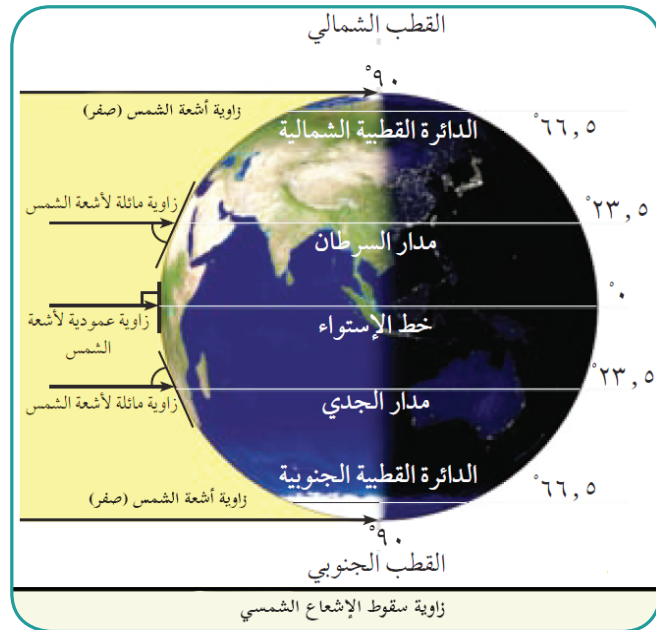 القطب الشمالي
°٩٠
زاوية أشعة الشمس (صفر)
الدائرة القطبية الشمالية
°٦٦,٥
زاوية مائلة لأشعة الشمس
°٢٣,٥
مدار السرطان
°٠
زاوية عمودية لأشعة
الشمس
خط الإستواء
°٢٣,٥
زاوية مائلة لأشعة الشمس
مدار الجدي
الدائرة القطبية الجنوبية
°٦٦,٥
زاوية أشعة الشمس (صفر)
°٩٠
القطب الجنوبي
زاوية سقوط الإشعاع الشمسي